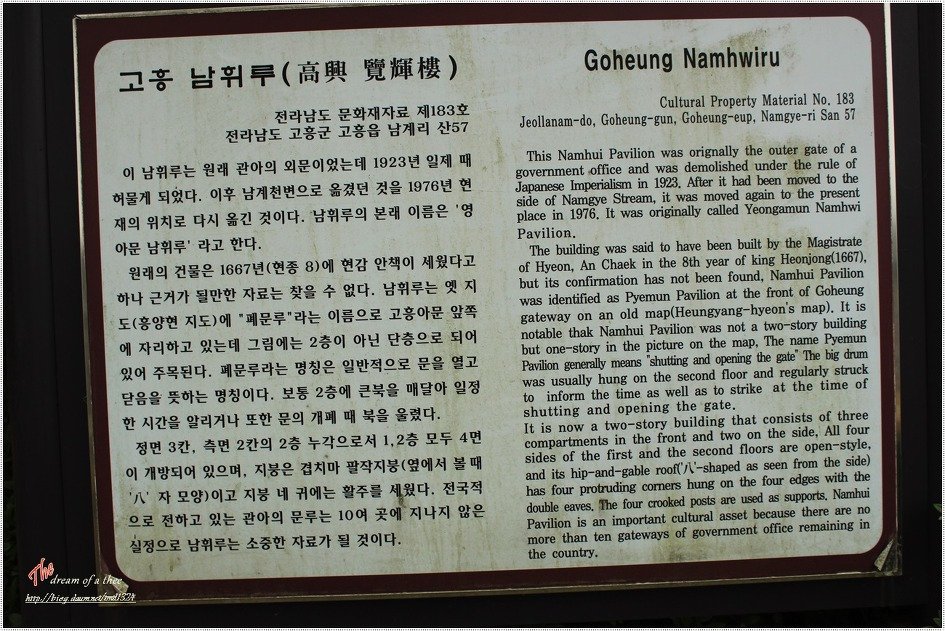 고흥 남휘루(高興 覽輝樓)
전라남도 문화재자료 제183호
전라남도 고흥군 고흥읍 남계리 산57
이 남휘루는 원래 관아의 외문이었는데 1923년 일제 때
허물게 되었다. 이후 남계천변으로 옮겼던 것을 1976년 현
재의 위치로 다시 옮긴 것이다. 남휘루의 본래 이름은 '영
아문 남휘루' 라고 한다.
원래의 건물은 1667년(현종 8)에 현감 안책이 세웠다고
하나 근거가 될만한 자료는 찾을 수 없다. 남휘루는 옛 지
도(흥양현 지도)에 "폐문루"라는 이름으로 고흥아문 앞쪽
에 자리하고 있는데 그림에는 2층이 아닌 단층으로 되어
있어 주목된다. 폐문루라는 명칭은 일반적으로 문을 열고
닫음을 뜻하는 명칭이다. 보통 2층에 큰북을 매달아 일정
한 시간을 알리거나 또한 문의 개폐 때 북을 울렸다.
정면 3칸, 측면 2칸의 2층 누각으로서 1,2층 모두 4면
이 개방되어 있으며, 지붕은 겹치마 팔작지붕(옆에서 볼 때
'八' 자 모양)이고 지붕 네 귀에는 활주를 세웠다. 전국적
으로 전하고 있는 관아의 문루는 10여 곳에 지나지 않은
실정으로 남휘루는 소중한 자료가 될 것이다.
Goheung Namhwiru
Cultural Property Material No. 183
Jeollanam-do, Goheung-gun, Goheung-eup, Namgye-ri San 57
This Namhui Pavilion was orignally the outer gate of a
government office and was demolished under the rule of
Japanese Imperialism in 1923. After it had been moved to the
side of Namgye Stream, it was moved again to the present
place in 1976. It was originally called Yeongamun Namhwi
Pavilion.
The building was said to have been built by the Magistrate
of Hyeon, An Chaek in the 8th year of king Heonjong(1667),
but its confirmation has not been found, Namhui Pavilion
was identified as Pyemun Pavilion at the front of Goheung
gateway on an old map(Heungyang-hyeon's map). It is
notable thak Namhui Pavilion was not a two-story building
but one-story in the picture on the map, The name Pyemun
Pavilion generally means "shutting and opening the gate" The big drum
was usually hung on the second floor and regularly struck
to inform the time as well as to strike at the time of
shutting and opening the gate.
It is now a two-story building that consists of three
compartments in the front and two on the side, All four
sides of the first and the second floors are open-style,
and its hip-and-gable roof('八'-shaped as seen from the side)
has four protruding corners hung on the four edges with the
double eaves. The four crooked posts are used as supports. Namhui
Pavilion is an important cultural asset because there are no
more than ten gateways of government office remaining in
the country.
The dream of a thee